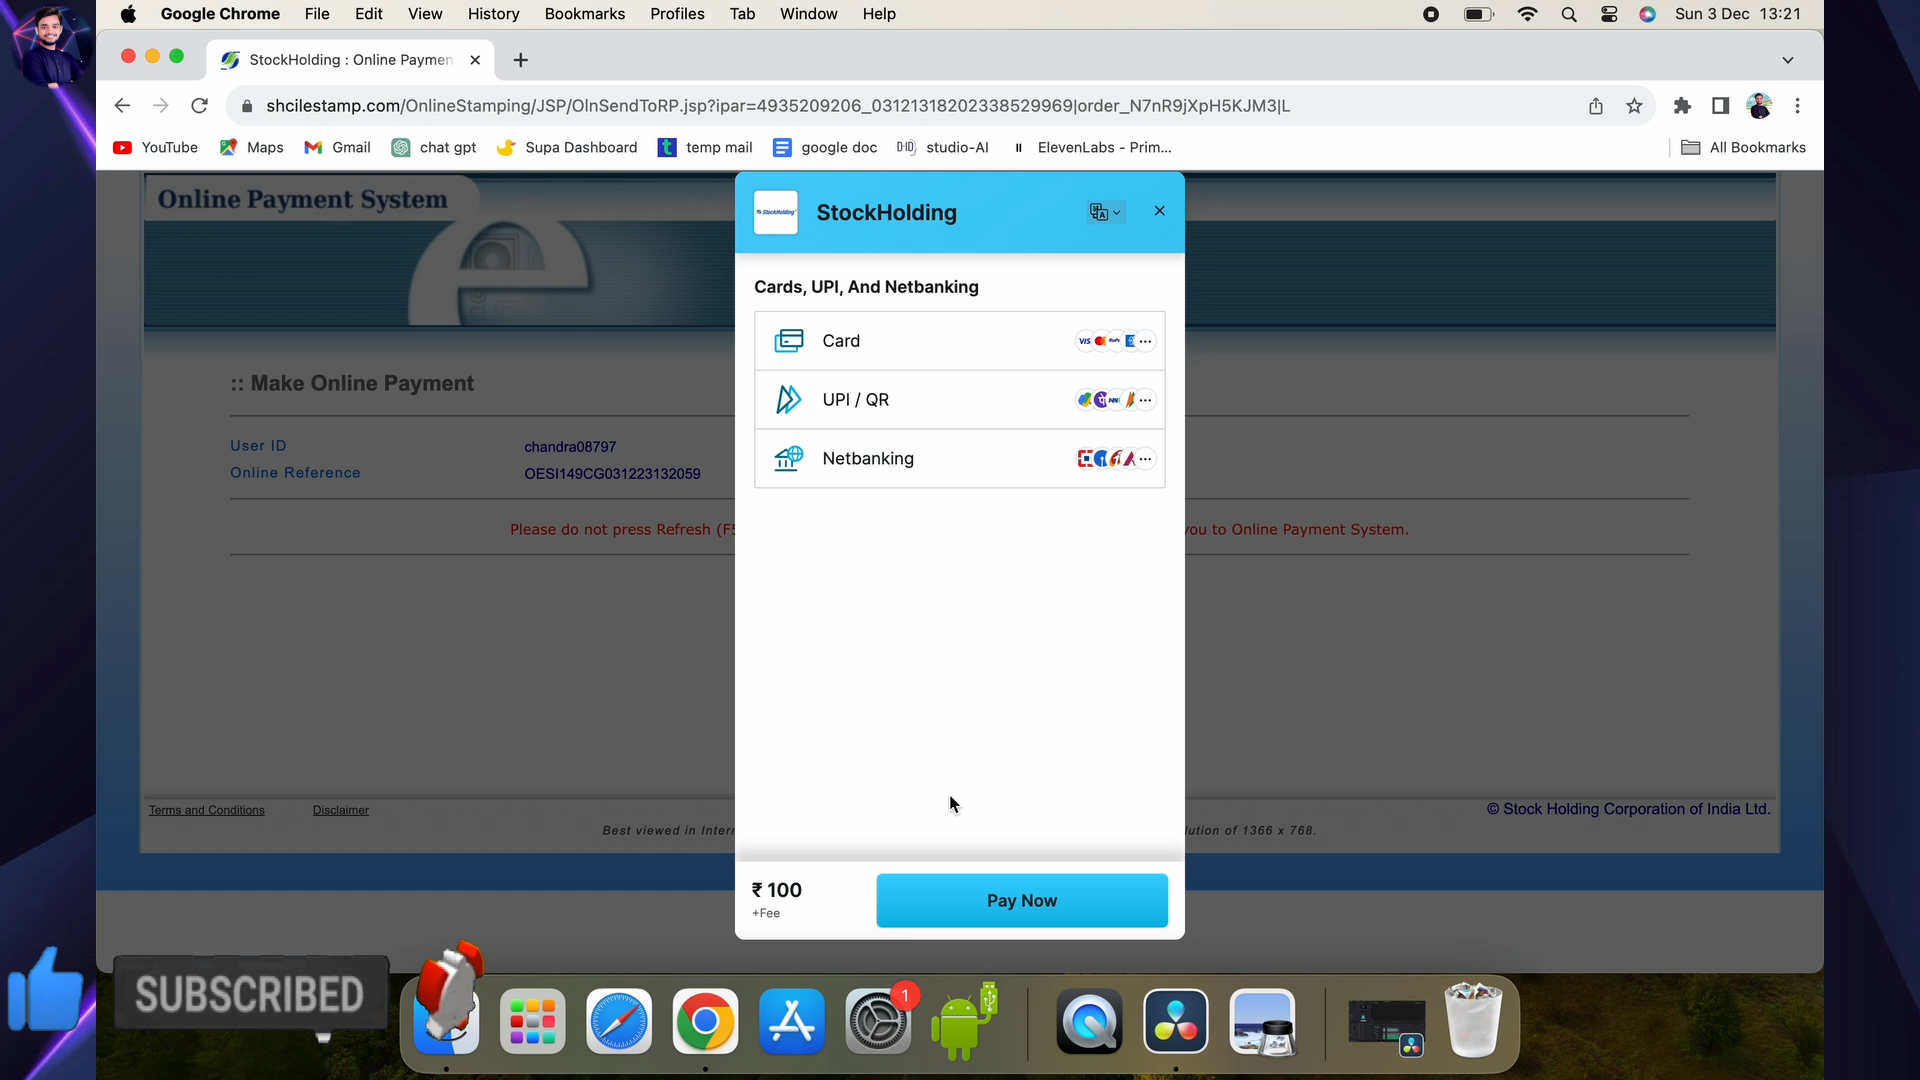 Google Chrome File Edit View History Bookmarks Profiles Tab Window Help Sun 3 Dec 13:21
StockHolding : Online Paymen
shcilestamp.com/OnlineStamping/JSP/OlnSendToRP.jsp?ipar=4935209206_03121318202338529969|order_N7nR9jXpH5KJM3|L
YouTube Maps Gmail chat gpt Supa Dashboard temp mail google doc studio-AI ElevenLabs - Prim... All Bookmarks
Online Payment System
StockHolding
StockHolding
Cards, UPI, And Netbanking
Card
VISA
UPI / QR
Netbanking
:: Make Online Payment
User ID chandra08797
Online Reference OESI149CG031223132059
Please do not press Refresh (F5
you to Online Payment System.
Terms and Conditions Disclaimer
© Stock Holding Corporation of India Ltd.
Best viewed in Inter
lution of 1366 x 768.
₹ 100
+Fee
Pay Now
SUBSCRIBED
1